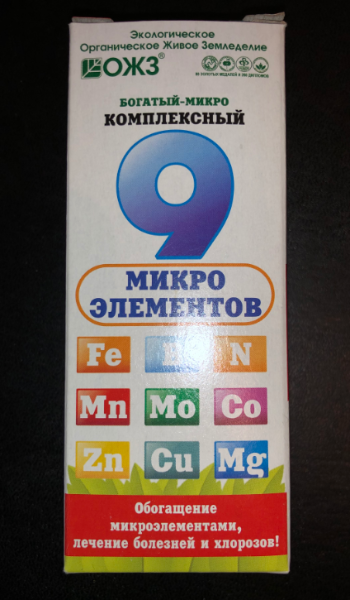 Экологическое
Органическое Живое Земледелие
ОЖЗ®
БОГАТЫЙ-МИКРО
КОМПЛЕКСНЫЙ
9
МИКРО
ЭЛЕМЕНТОВ
Fe N
Mn Mo Co
Zn Cu Mg
Обогащение
микроэлементами,
лечение болезней и хлорозов!